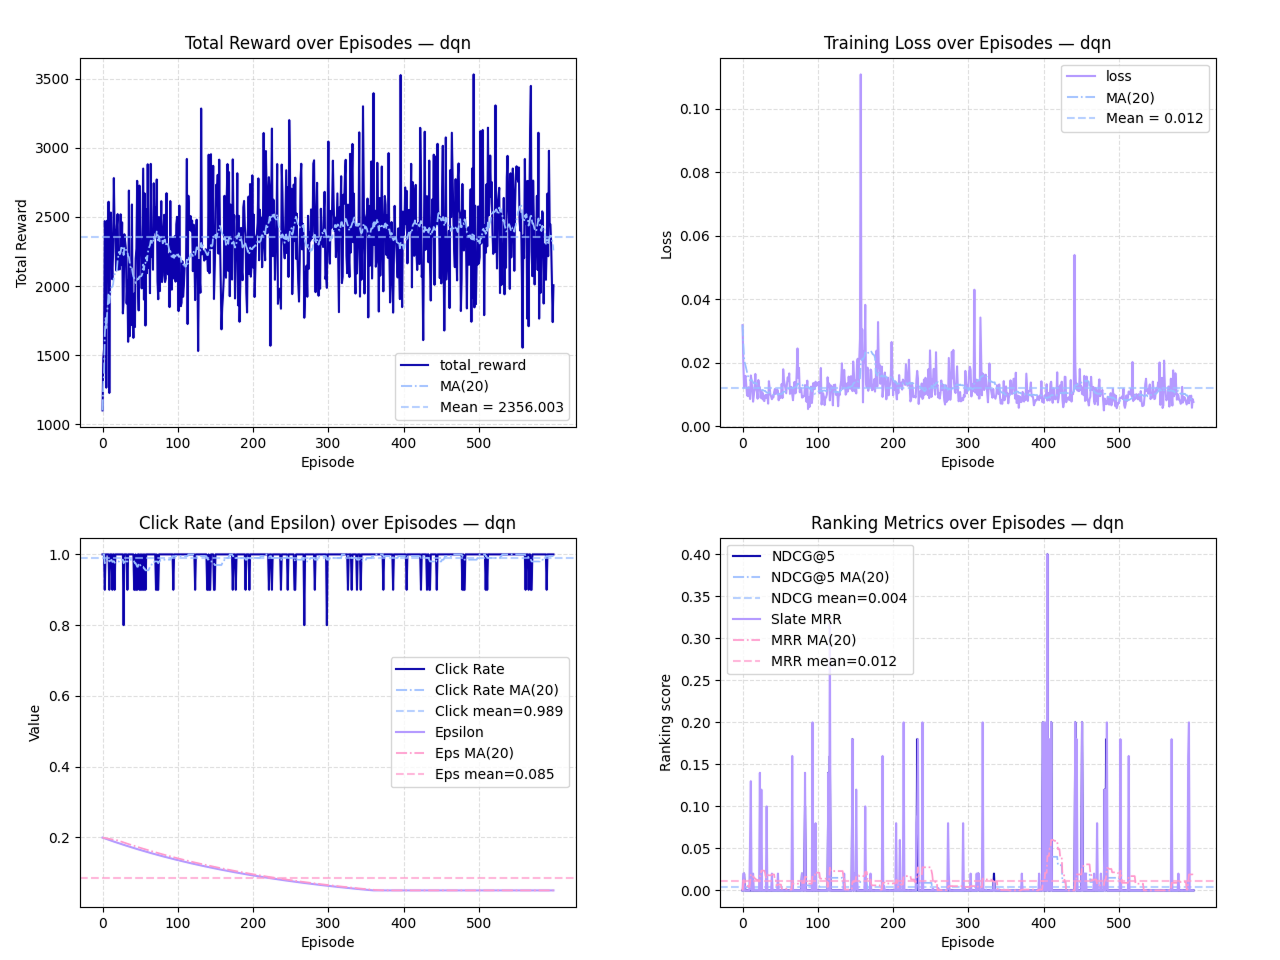 Total Reward over Episodes — dqn
3500
3000
2500
2000
1500
1000
Total Reward
total_reward
MA(20)
Mean = 2356.003
0 100 200 300 400 500
Episode
Training Loss over Episodes — dqn
0.10
0.08
0.06
0.04
0.02
0.00
Loss
loss
MA(20)
Mean = 0.012
0 100 200 300 400 500
Episode
Click Rate (and Epsilon) over Episodes — dqn
1.0
0.8
0.6
0.4
0.2
Value
Click Rate
Click Rate MA(20)
Click mean=0.989
Epsilon
Eps MA(20)
Eps mean=0.085
0 100 200 300 400 500
Episode
Ranking Metrics over Episodes — dqn
0.40
0.35
0.30
0.25
0.20
0.15
0.10
0.05
0.00
Ranking score
NDCG@5
NDCG@5 MA(20)
NDCG mean=0.004
Slate MRR
MRR MA(20)
MRR mean=0.012
0 100 200 300 400 500
Episode